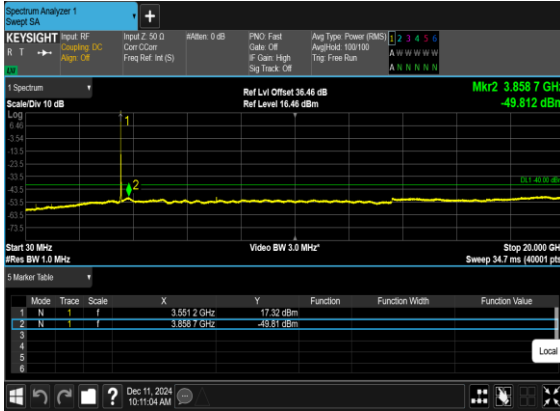 Spectrum Analyzer 1
Swept SA
+
KEYSIGHT Input: RF Input Z: 50 Ω #Atten: 0 dB PNO: Fast Avg Type: Power (RMS) 1 2 3 4 5 6
R T Coupling: DC Corr CCorr Gate: Off Avg|Hold: 100/100 A W W W W W
Align: Off Freq Ref: Int (S) IF Gain: High Trig: Free Run
Sig Track: Off A N N N N N
1 Spectrum Ref Lvl Offset 36.46 dB Mkr2 3.858 7 GHz
Scale/Div 10 dB Ref Level 16.46 dBm -49.812 dBm
Log
6.46
-3.54
-13.5
-23.5
-33.5
-43.5
-53.5
-63.5
-73.5
1
2
DL1 -40.00 dBm
Start 30 MHz Video BW 3.0 MHz* Stop 20.000 GH
#Res BW 1.0 MHz Sweep 34.7 ms (40001 pts
5 Marker Table
Mode Trace Scale X Y Function Function Width Function Value
1 N 1 f 3.551 2 GHz 17.32 dBm
2 N 1 f 3.858 7 GHz -49.81 dBm
3
4
5
6
Local
? Dec 11, 2024
10:11:04 AM